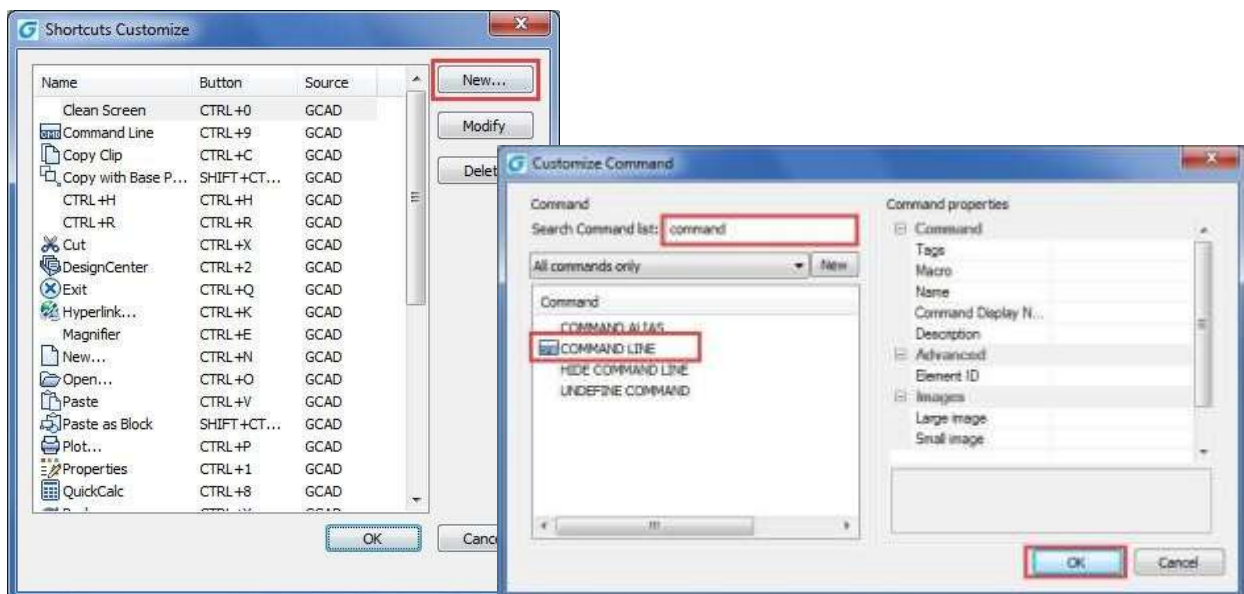 Shortcuts Customize
Name Button Source
Clean Screen CTRL+0 GCAD
Command Line CTRL+9 GCAD
Copy Clip CTRL+C GCAD
Copy with Base P... SHIFT+CT... GCAD
CTRL+H CTRL+H GCAD
CTRL+R CTRL+R GCAD
Cut CTRL+X GCAD
DesignCenter CTRL+2 GCAD
Exit CTRL+Q GCAD
Hyperlink... CTRL+K GCAD
Magnifier CTRL+E GCAD
New... CTRL+N GCAD
Open... CTRL+O GCAD
Paste CTRL+V GCAD
Paste as Block SHIFT+CT... GCAD
Plot... CTRL+P GCAD
Properties CTRL+1 GCAD
QuickCalc CTRL+8 GCAD
New...
Modify
Delet
OK Canc
Customize Command
Command
Search Command list: command
All commands only New
Command
COMMAND ALIAS
COMMAND LINE
HIDE COMMAND LINE
UNDEFINE COMMAND
Command properties
Command
Tags
Macro
Name
Command Display N...
Description
Advanced
Element ID
Images
Large image
Small image
OK Cancel